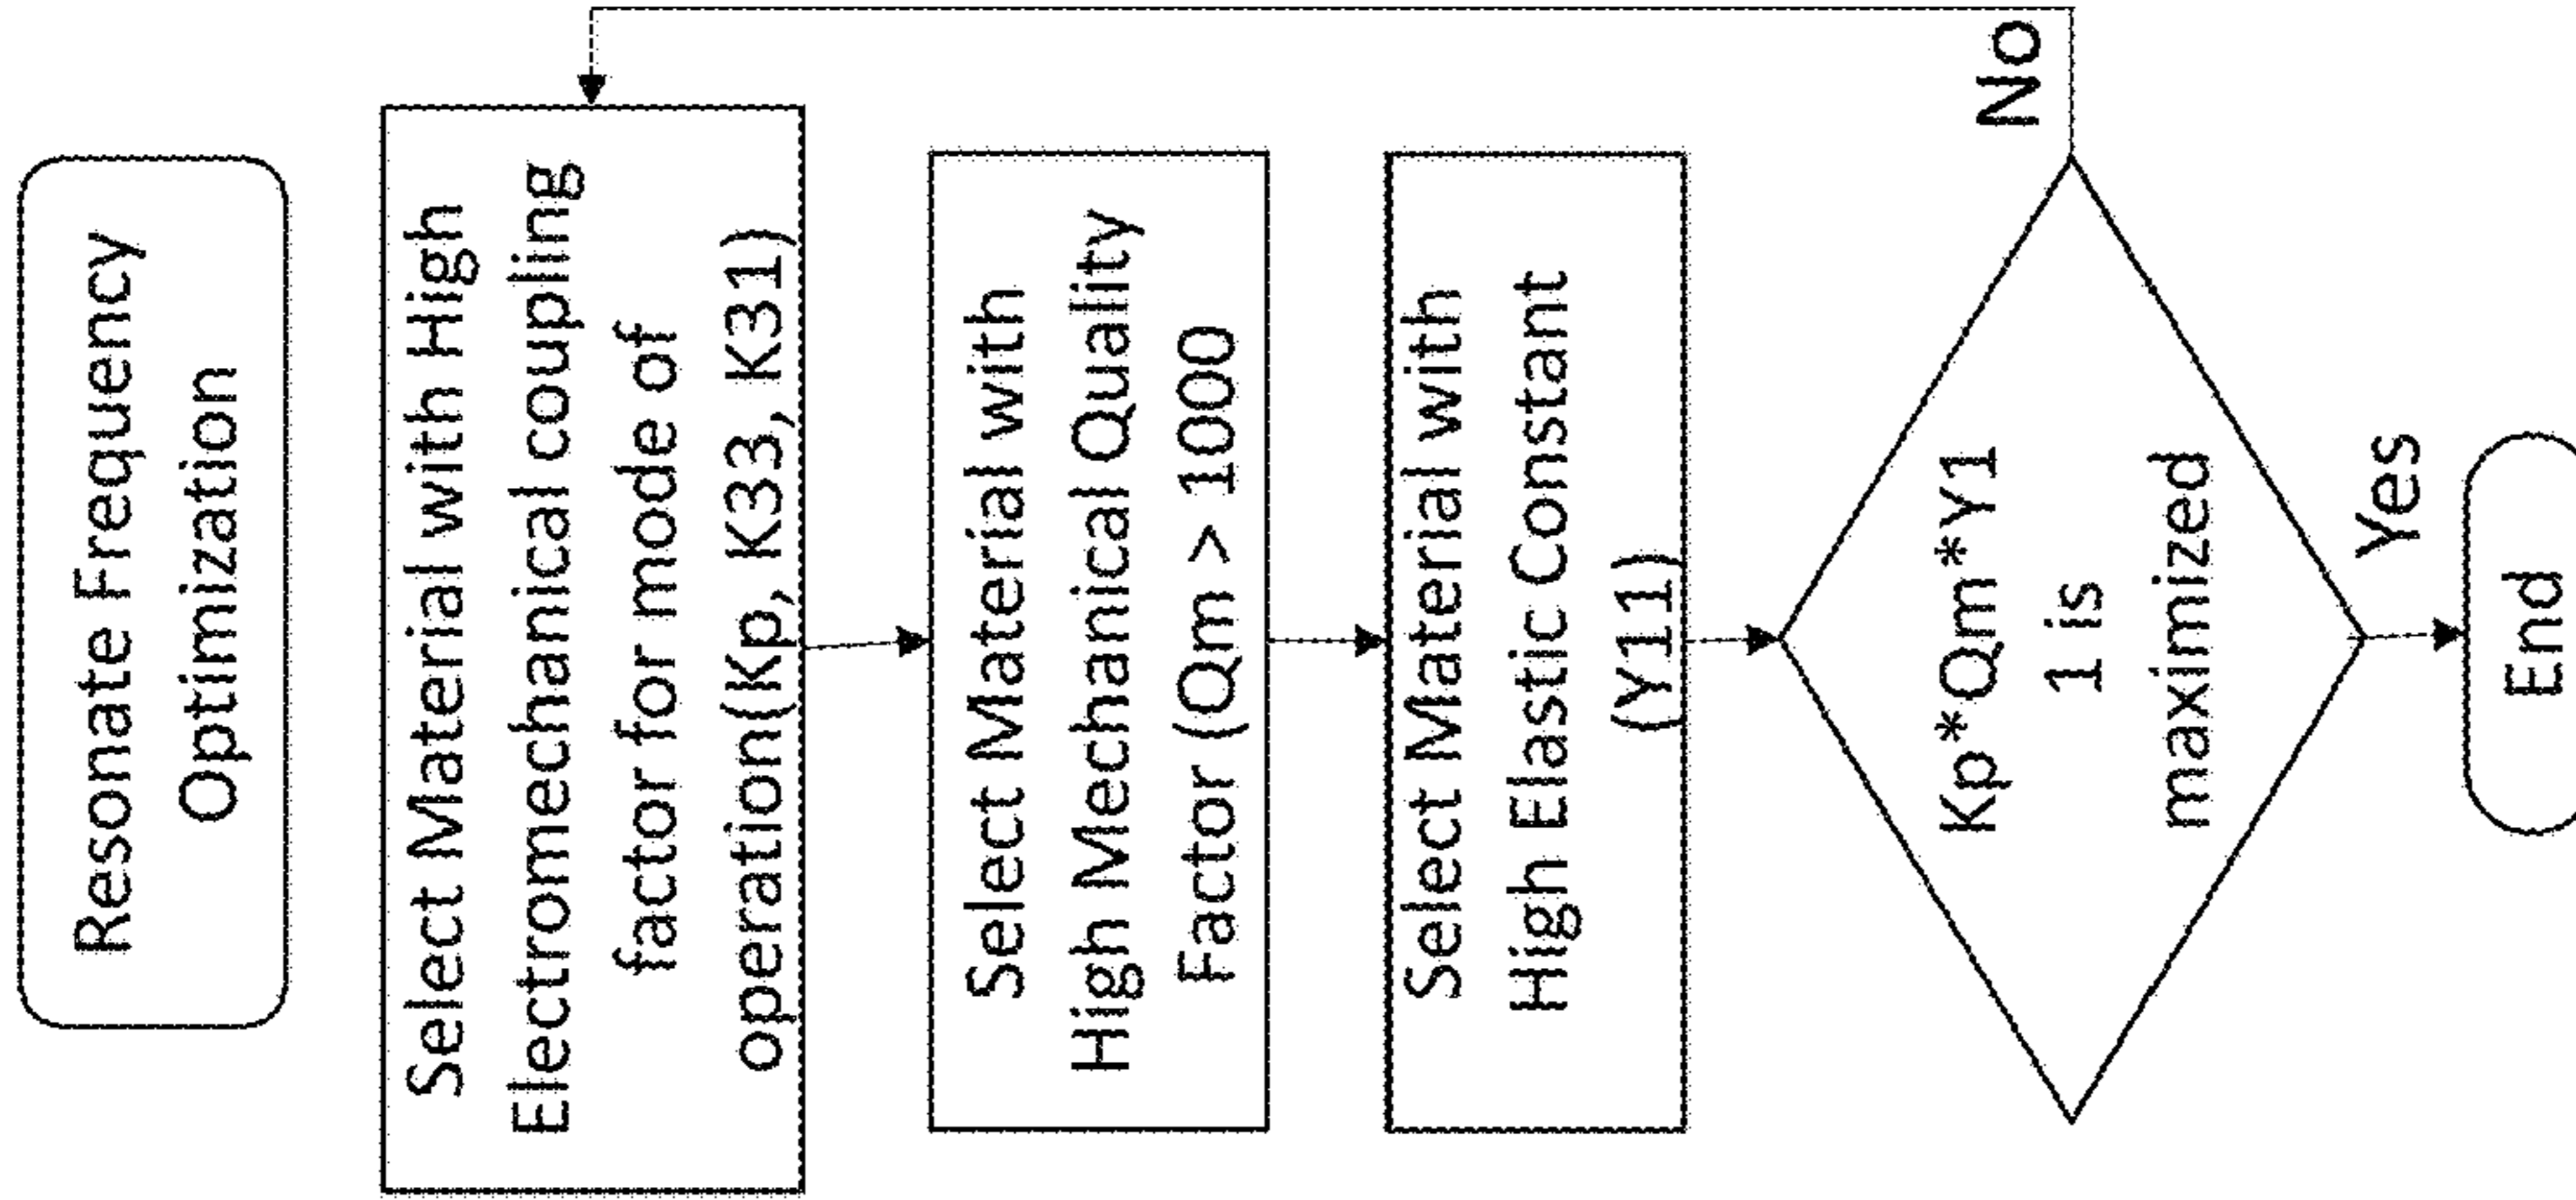 Resonate Frequency
Optimization
Select Material with High
Electromechanical coupling
factor for mode of
operation(Kp, K33, K31)
Select Material with
High Mechanical Quality
Factor (Qm > 1000
Select Material with
High Elastic Constant
(Y11)
Kp*Qm*Y1
1 is
maximized
No
Yes
End